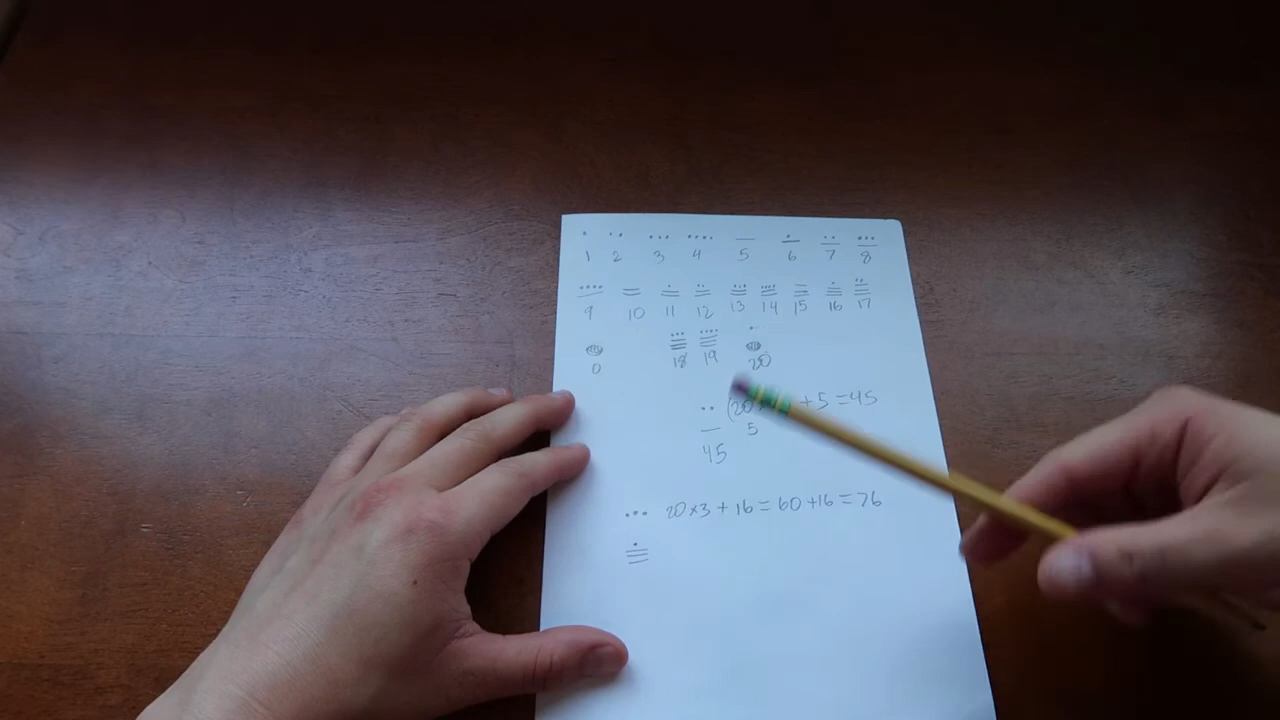 1 2 3 4 5 6 7 8
9 10 11 12 13 14 15 16 17
0 18 19 20
(20 + 5 = 45
5
45
20×3 + 16 = 60 + 16 = 76